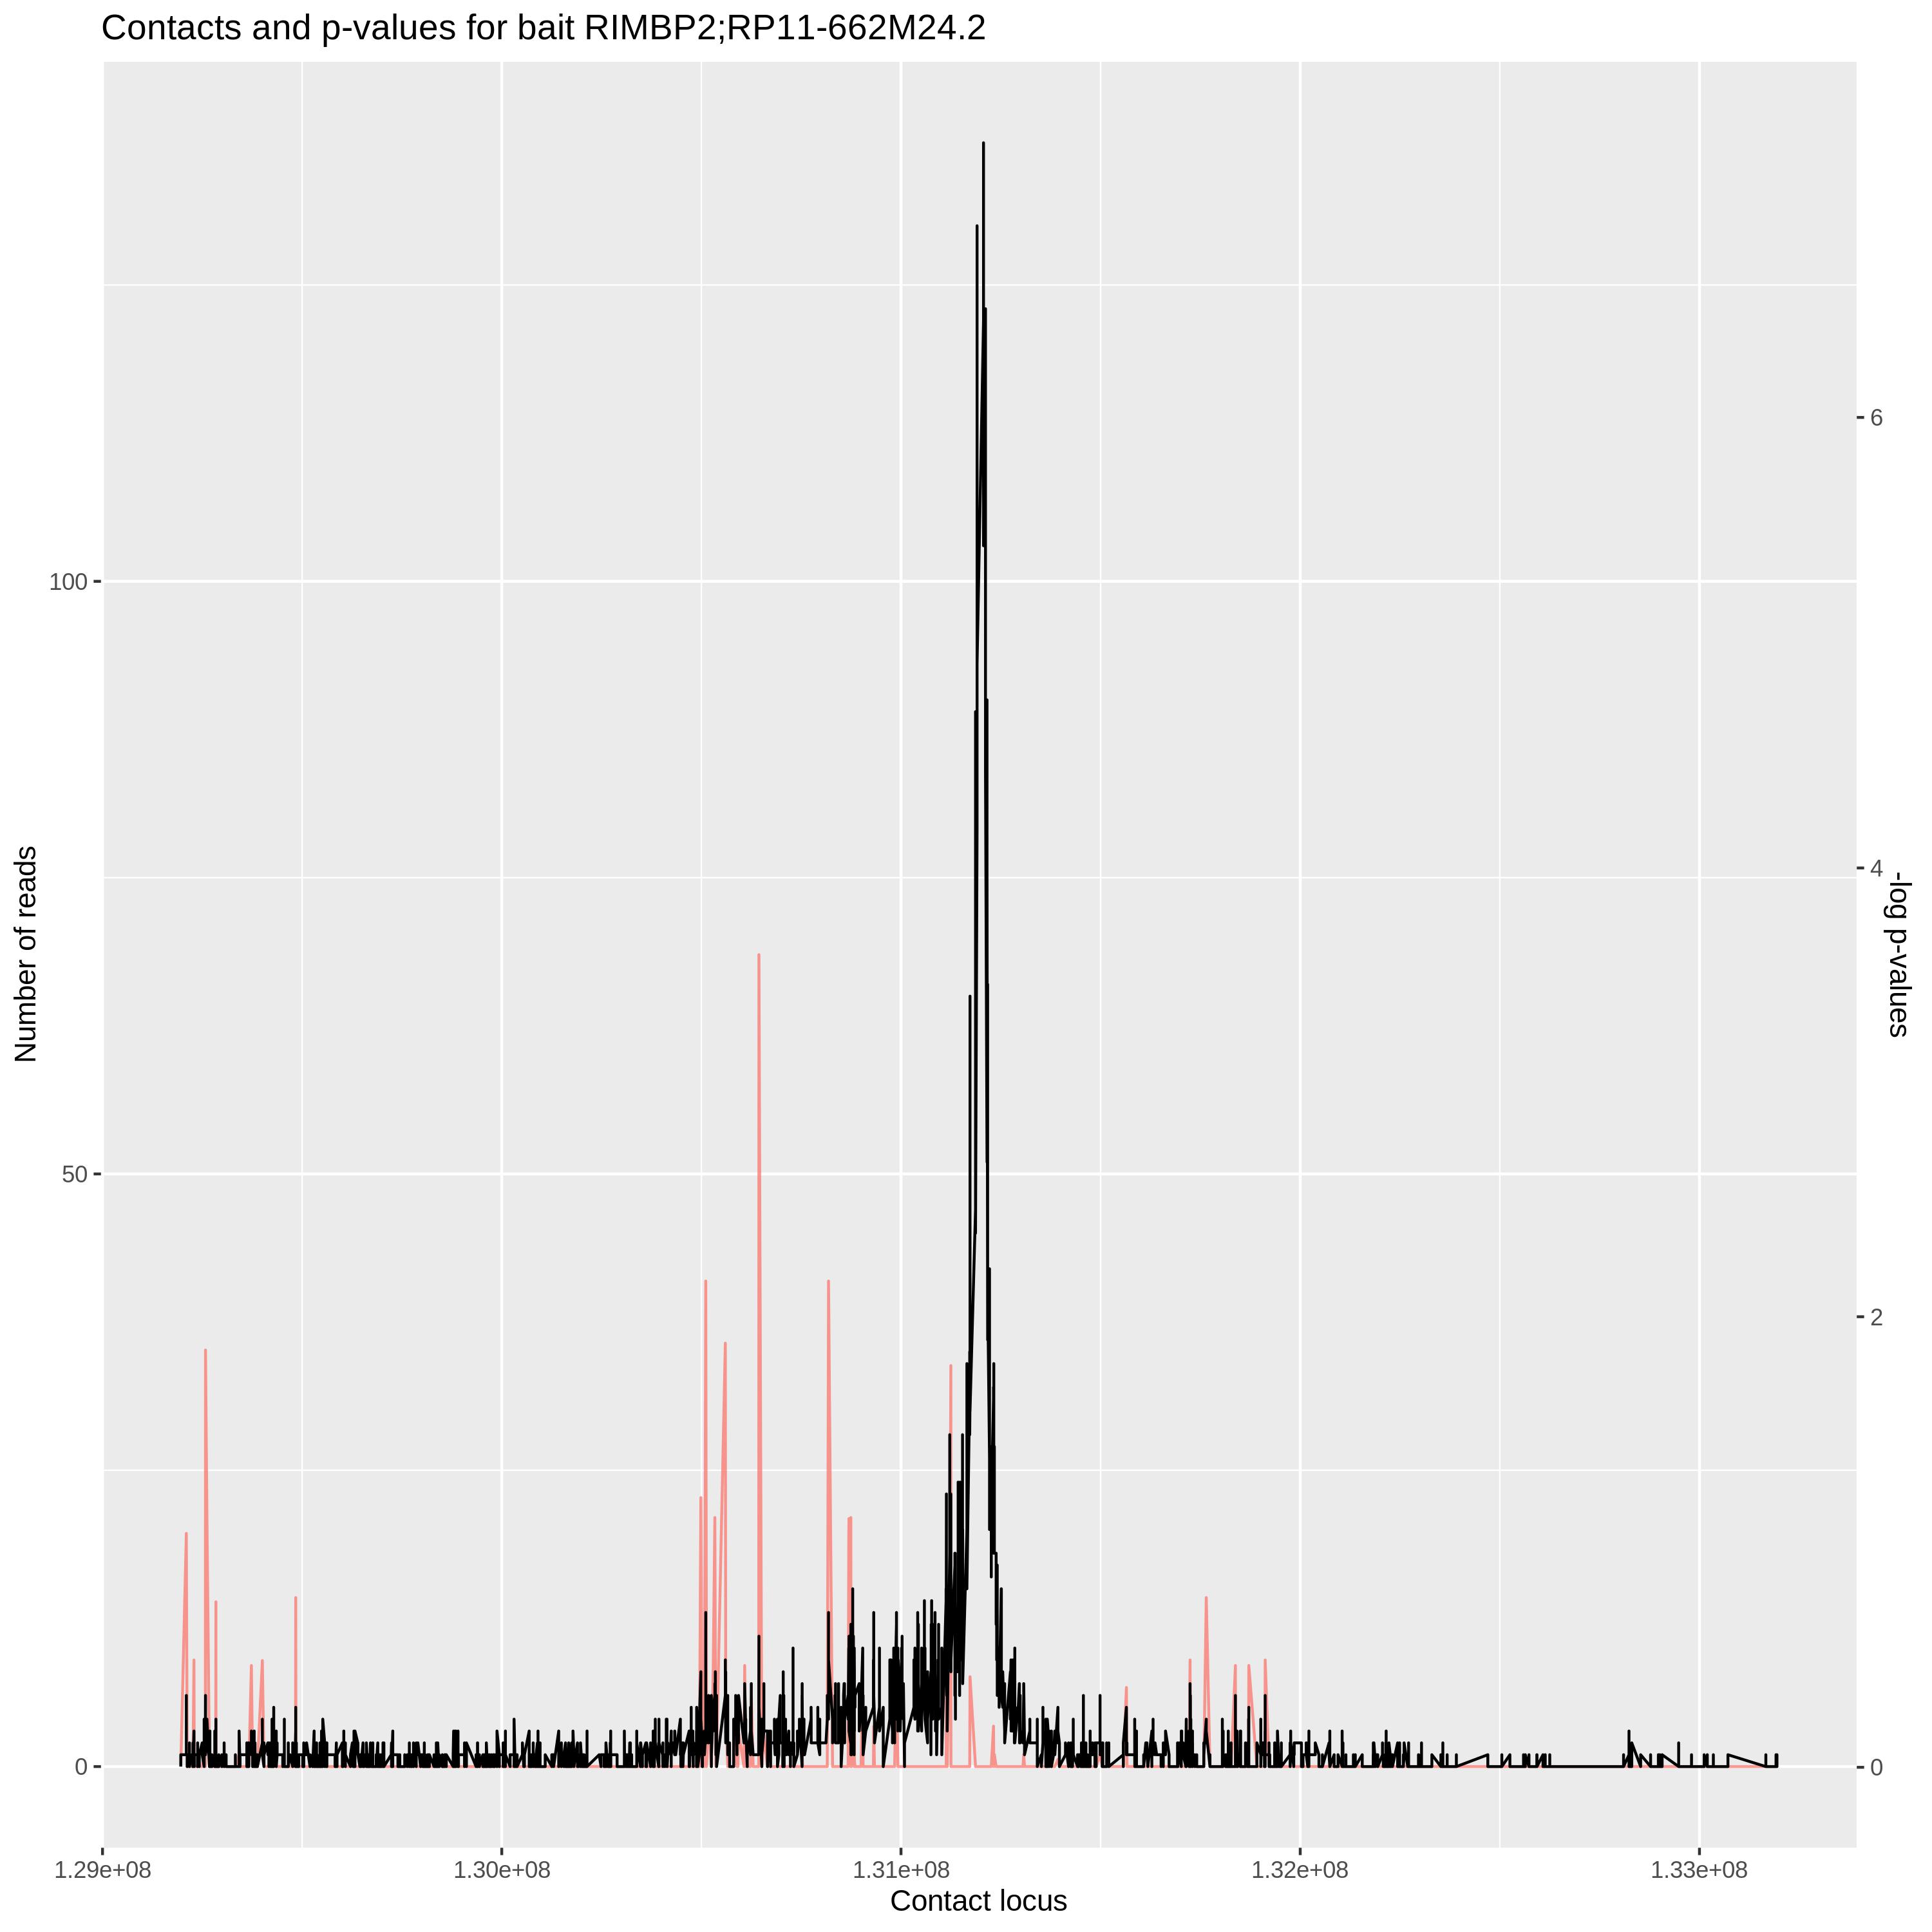 Contacts and p-values for bait RIMBP2;RP11-662M24.2
Number of reads
100
50
0
6
4
2
0
-log p-values
1.29e+08
1.30e+08
1.31e+08
1.32e+08
1.33e+08
Contact locus